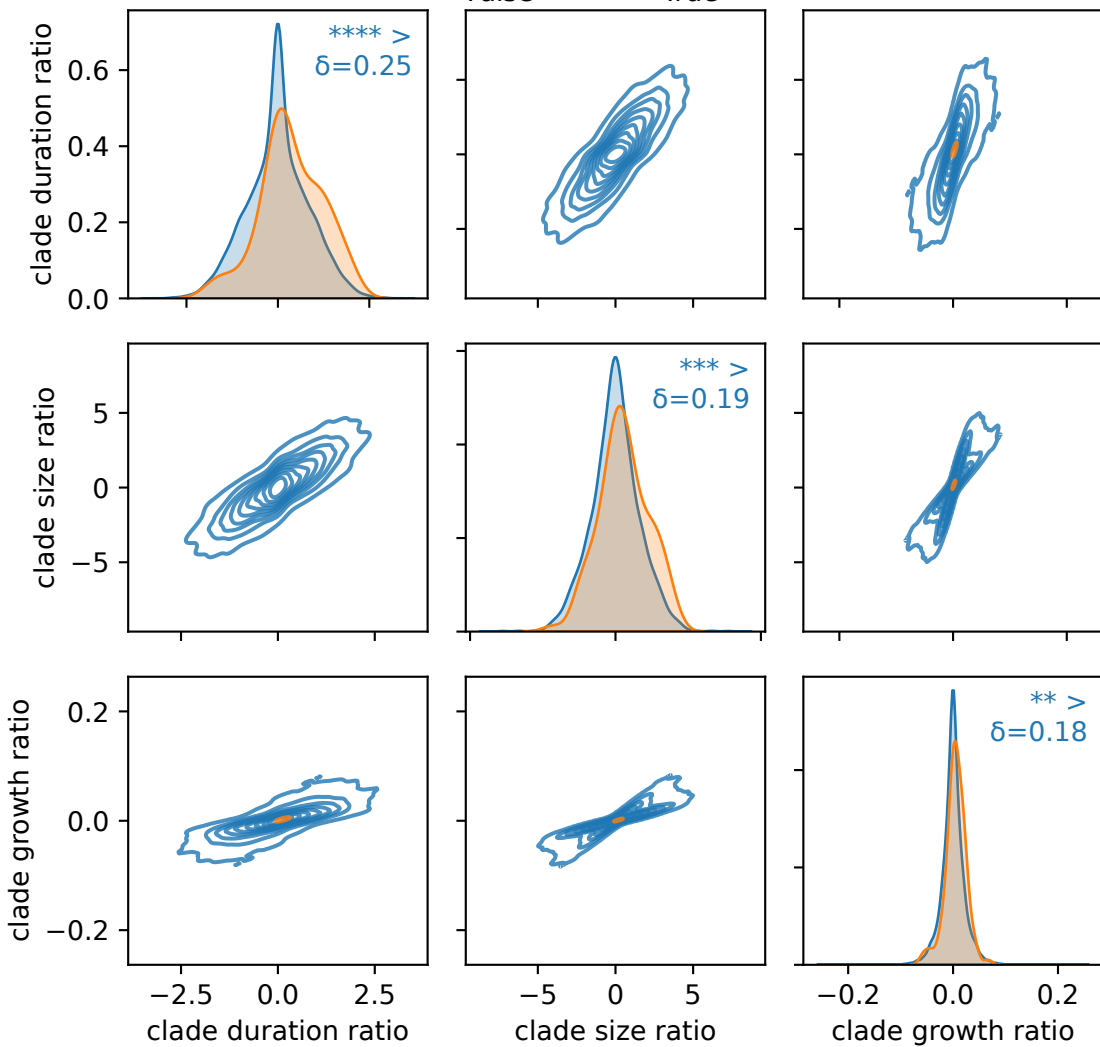 clade duration ratio
0.6
0.4
0.2
0.0
**** >
δ=0.25
clade size ratio
5
0
−5
*** >
δ=0.19
clade growth ratio
0.2
0.0
−0.2
** >
δ=0.18
−2.5 0.0 2.5
−5 0 5
−0.2 0.0 0.2
clade duration ratio
clade size ratio
clade growth ratio